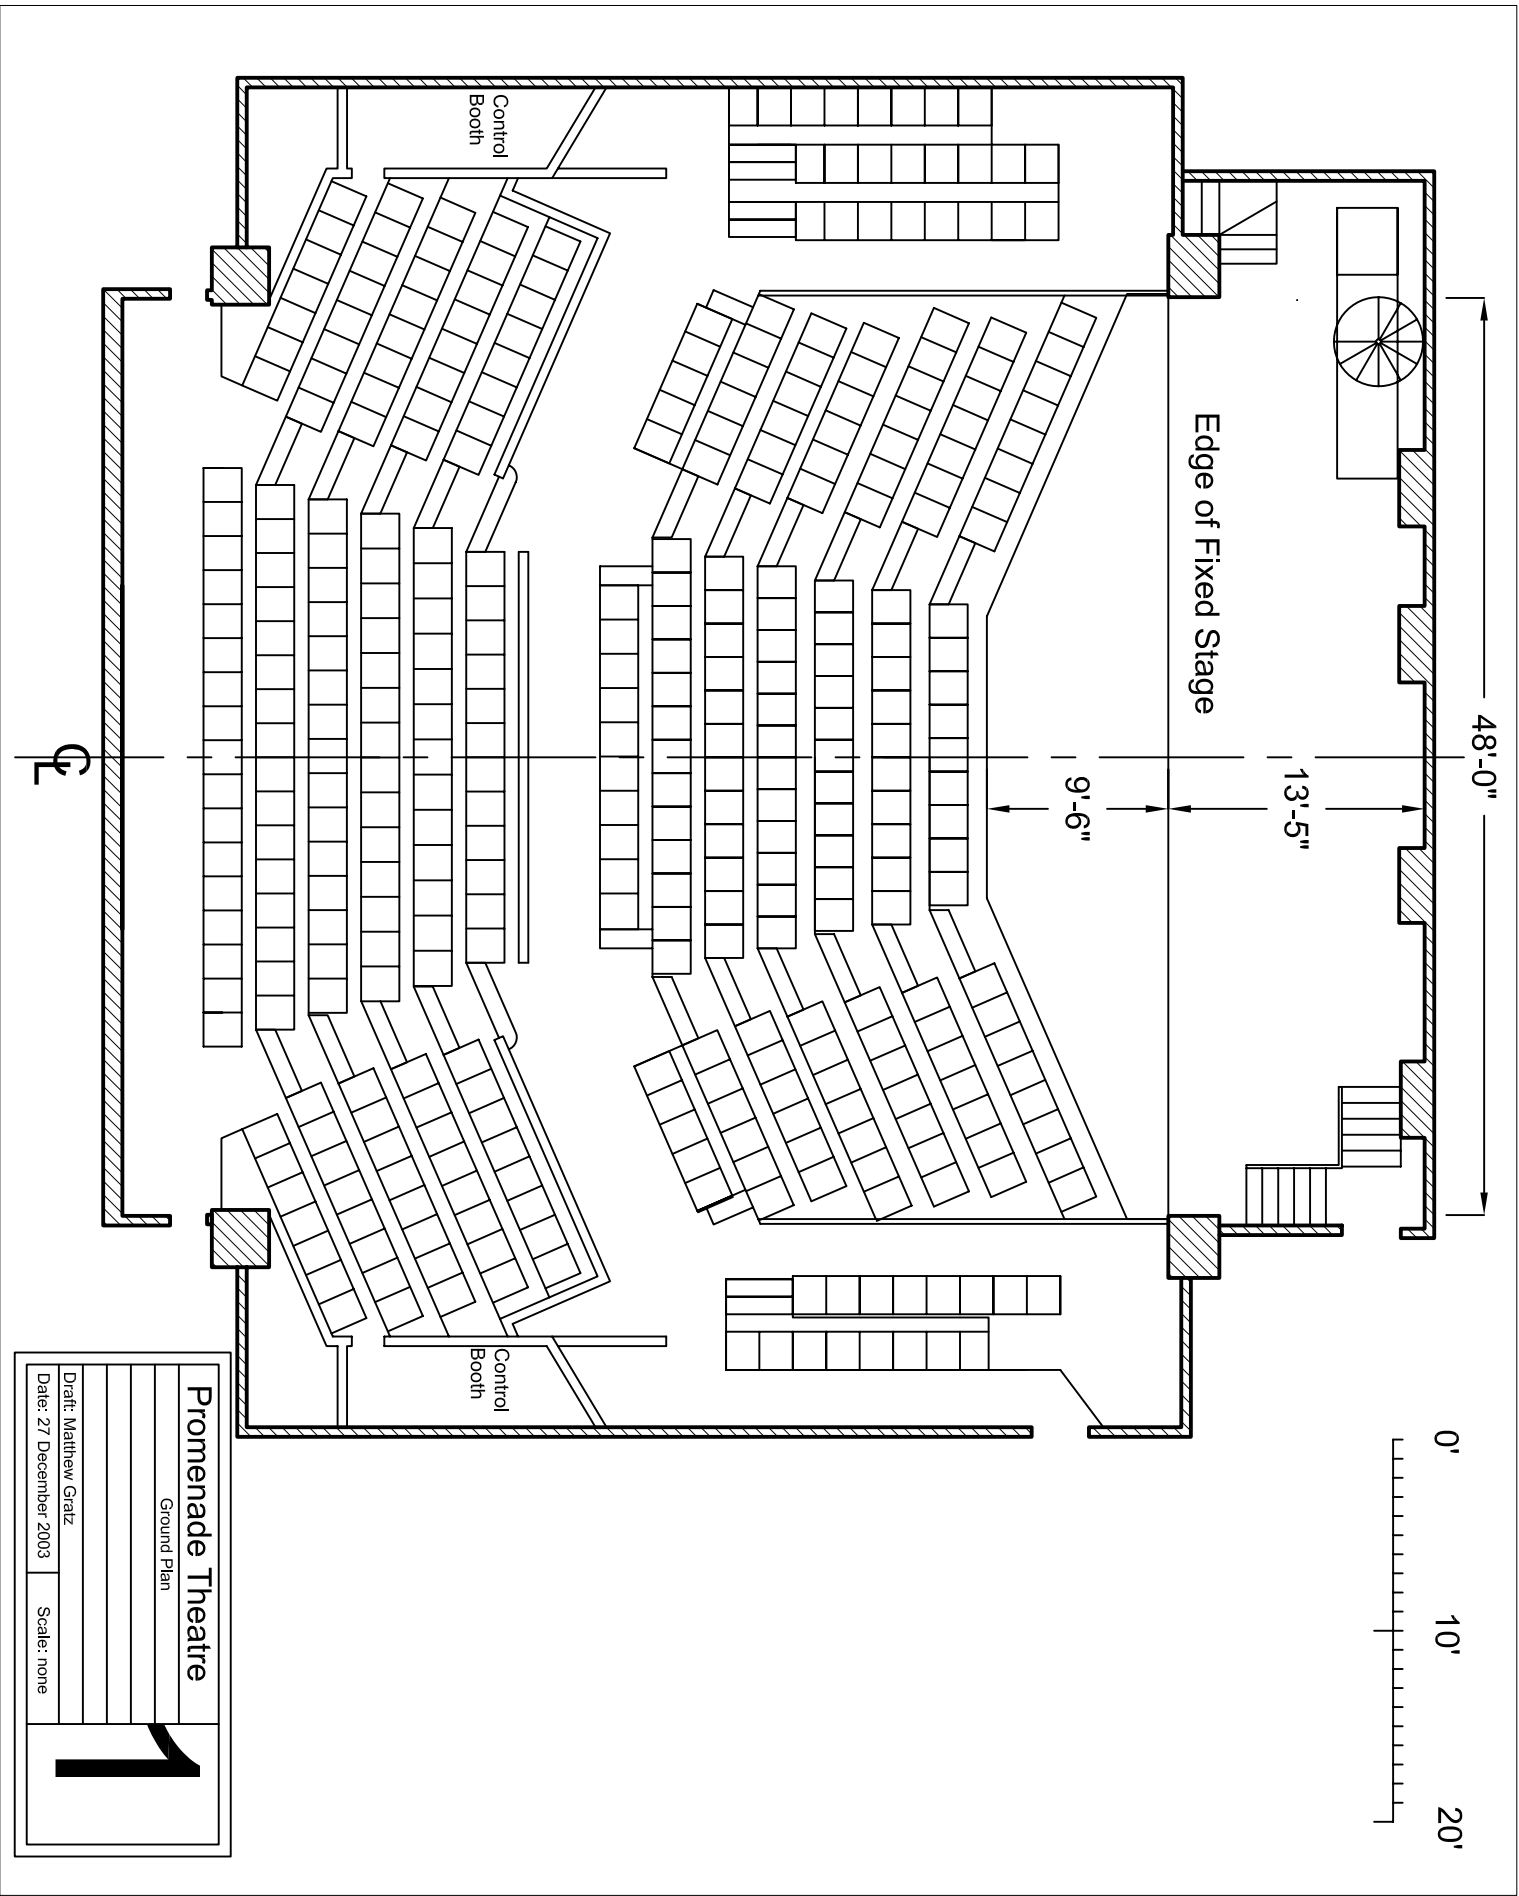 48'-0"
13'-5"
9'-6"
Edge of Fixed Stage
Control
Booth
Control
Booth
CL
0' 10' 20'
Promenade Theatre
Ground Plan
Draft: Matthew Gratz
Date: 27 December 2003 Scale: none
1